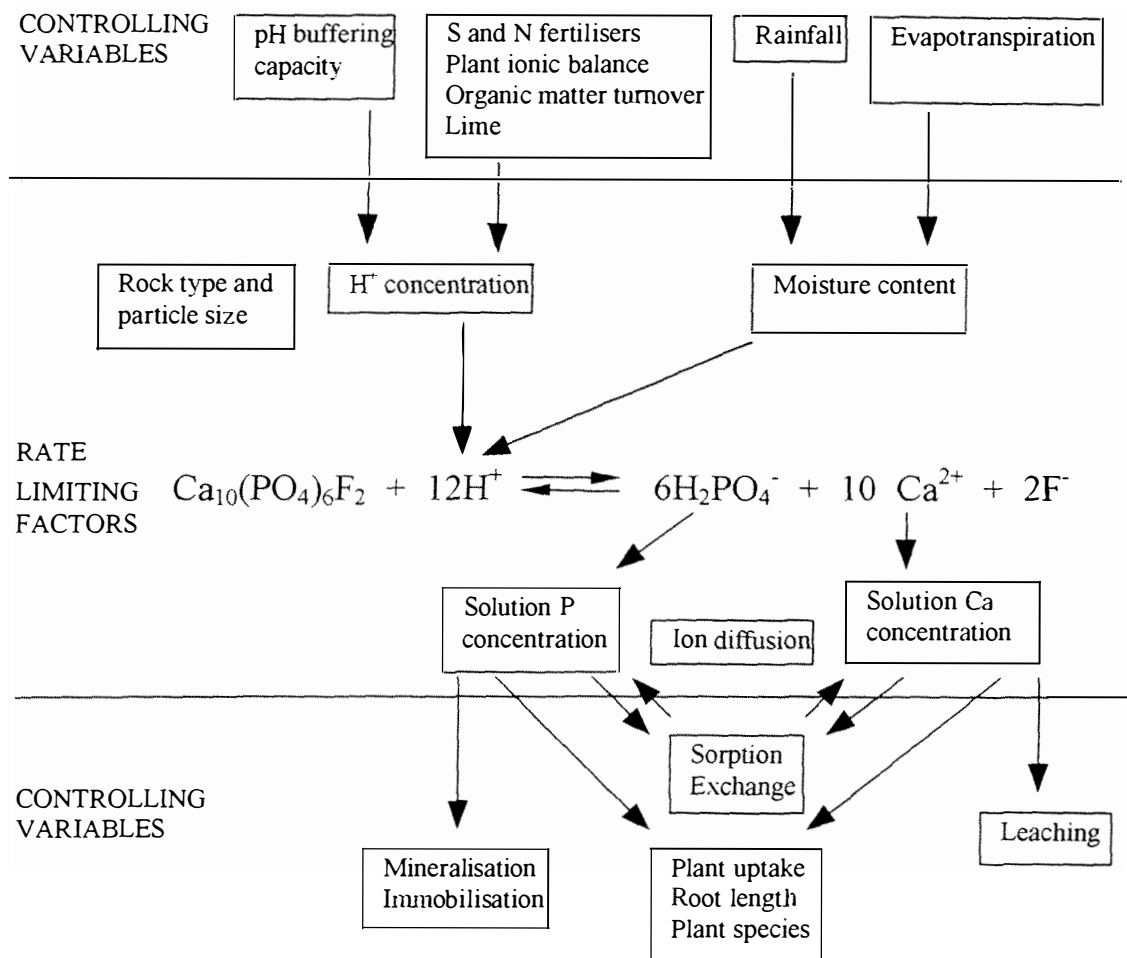 CONTROLLING
VARIABLES
pH buffering
capacity
S and N fertilisers
Plant ionic balance
Organic matter turnover
Lime
Rainfall
Evapotranspiration
Rock type and
particle size
H⁺ concentration
Moisture content
RATE
LIMITING
FACTORS
Ca₁₀(PO₄)₆F₂ + 12H⁺ ⇌ 6H₂PO₄⁻ + 10 Ca²⁺ + 2F⁻
Solution P
concentration
Ion diffusion
Solution Ca
concentration
Sorption
Exchange
CONTROLLING
VARIABLES
Leaching
Mineralisation
Immobilisation
Plant uptake
Root length
Plant species